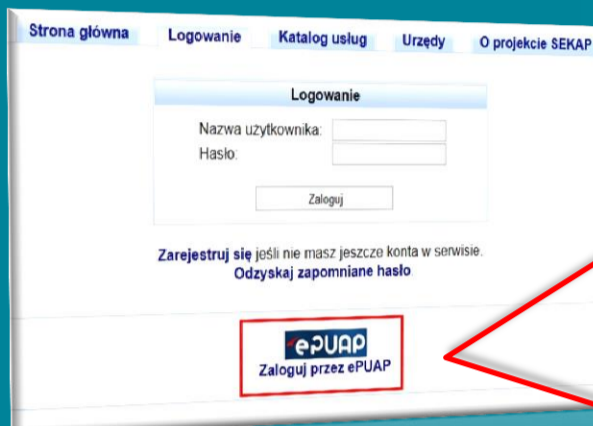 Strona główna Logowanie Katalog usług Urzędy O projekcie SEKAP
Logowanie
Nazwa użytkownika:
Hasło:
Zaloguj
Zarejestruj się jeśli nie masz jeszcze konta w serwisie.
Odzyskaj zapomniane hasło
ePUAP
Zaloguj przez ePUAP